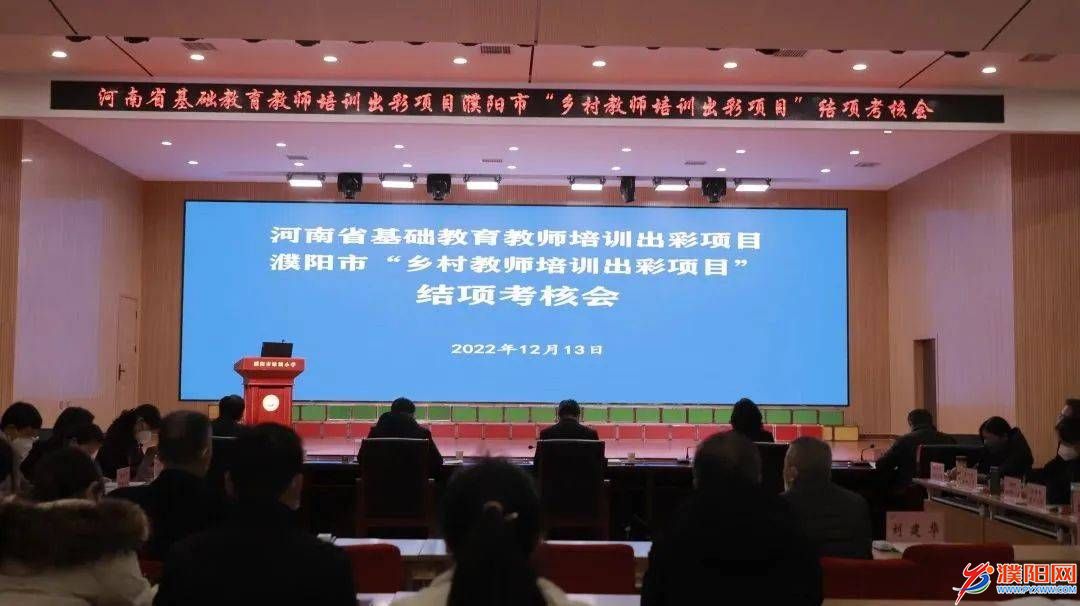 河南省基础教育教师培训出彩项目濮阳市“乡村教师培训出彩项目”结项考核会
河南省基础教育教师培训出彩项目
濮阳市“乡村教师培训出彩项目”
结项考核会
2022年12月13日
刘建华
濮阳网
WWW.PYXWW.COM